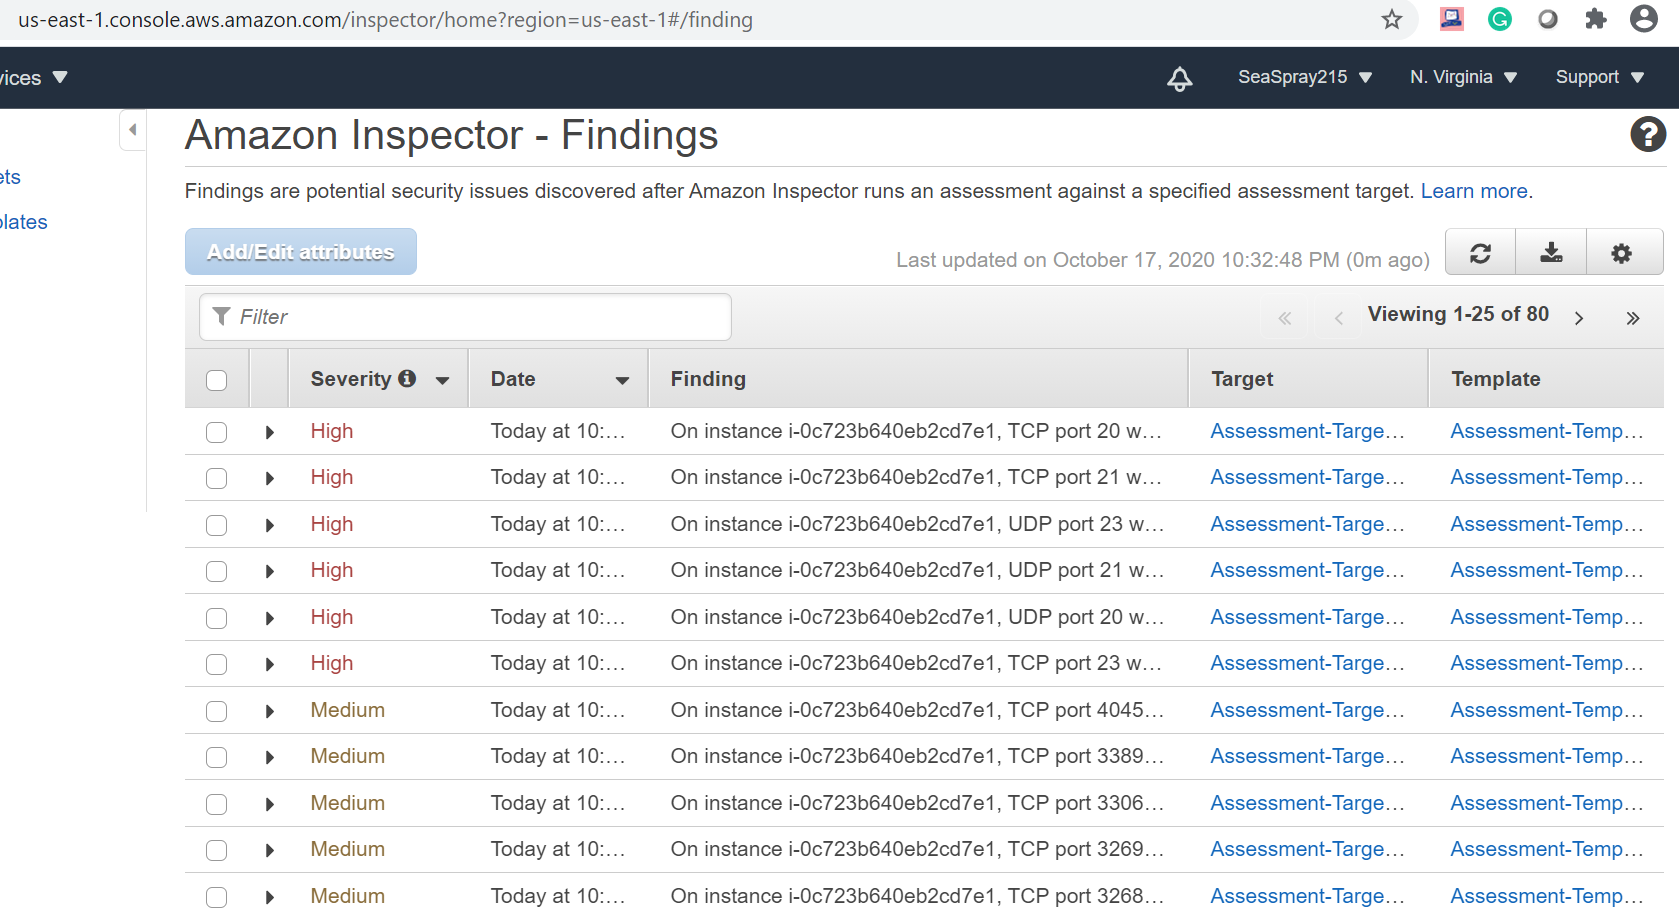 us-east-1.console.aws.amazon.com/inspector/home?region=us-east-1#/finding
vices SeaSpray215 N. Virginia Support
Amazon Inspector - Findings
ets
Findings are potential security issues discovered after Amazon Inspector runs an assessment against a specified assessment target. Learn more.
plates
Add/Edit attributes
Last updated on October 17, 2020 10:32:48 PM (0m ago)
Filter
« ‹ Viewing 1-25 of 80 › »
Severity Date Finding Target Template
High Today at 10:... On instance i-0c723b640eb2cd7e1, TCP port 20 w... Assessment-Targe... Assessment-Temp...
High Today at 10:... On instance i-0c723b640eb2cd7e1, TCP port 21 w... Assessment-Targe... Assessment-Temp...
High Today at 10:... On instance i-0c723b640eb2cd7e1, UDP port 23 w... Assessment-Targe... Assessment-Temp...
High Today at 10:... On instance i-0c723b640eb2cd7e1, UDP port 21 w... Assessment-Targe... Assessment-Temp...
High Today at 10:... On instance i-0c723b640eb2cd7e1, UDP port 20 w... Assessment-Targe... Assessment-Temp...
High Today at 10:... On instance i-0c723b640eb2cd7e1, TCP port 23 w... Assessment-Targe... Assessment-Temp...
Medium Today at 10:... On instance i-0c723b640eb2cd7e1, TCP port 4045... Assessment-Targe... Assessment-Temp...
Medium Today at 10:... On instance i-0c723b640eb2cd7e1, TCP port 3389... Assessment-Targe... Assessment-Temp...
Medium Today at 10:... On instance i-0c723b640eb2cd7e1, TCP port 3306... Assessment-Targe... Assessment-Temp...
Medium Today at 10:... On instance i-0c723b640eb2cd7e1, TCP port 3269... Assessment-Targe... Assessment-Temp...
Medium Today at 10:... On instance i-0c723b640eb2cd7e1, TCP port 3268... Assessment-Targe... Assessment-Temp...